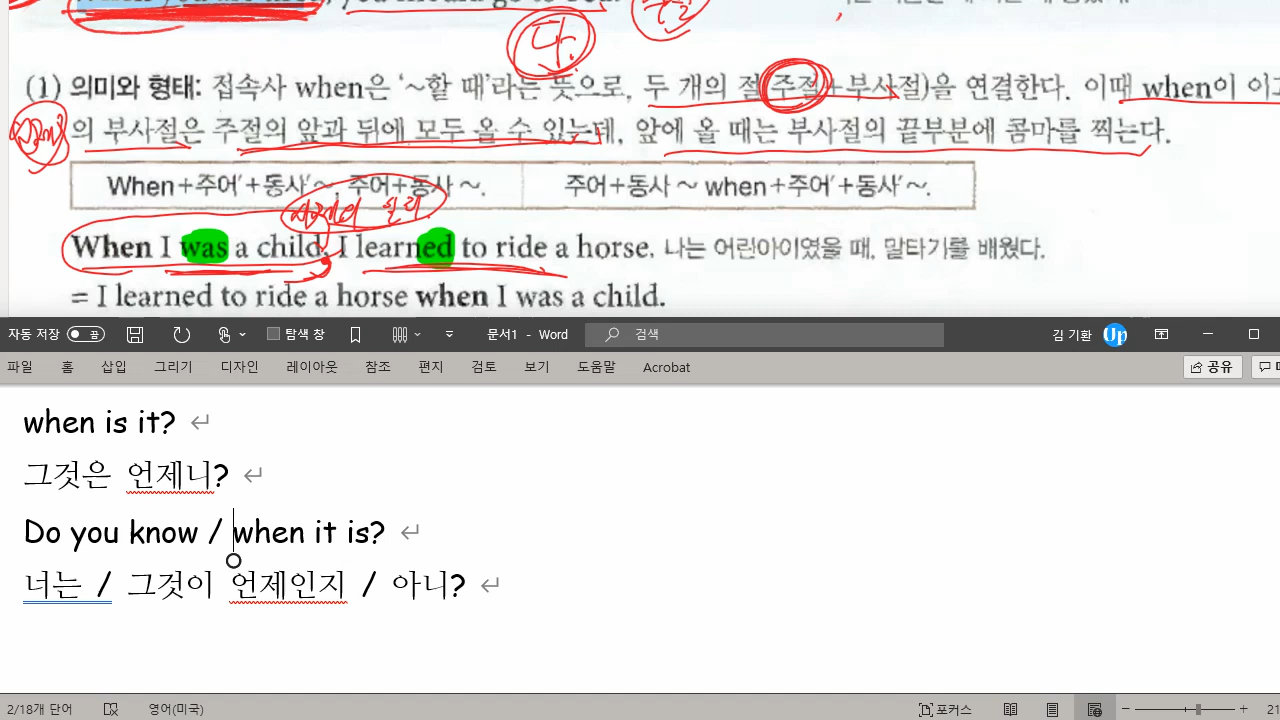 (1) 의미와 형태: 접속사 when은 '~할 때'라는 뜻으로, 두 개의 절(주절+부사절)을 연결한다. 이때 when이 이끄
의 부사절은 주절의 앞과 뒤에 모두 올 수 있는데, 앞에 올 때는 부사절의 끝부분에 콤마를 찍는다.
When+주어'+동사'~, 주어+동사 ~. 주어+동사 ~ when+주어'+동사'~.
시제의 일치
When I was a child, I learned to ride a horse. 나는 어린아이였을 때, 말타기를 배웠다.
= I learned to ride a horse when I was a child.
자동 저장 끔 탐색 창 문서1 - Word 검색 김 기환
파일 홈 삽입 그리기 디자인 레이아웃 참조 편지 검토 보기 도움말 Acrobat 공유
when is it?
그것은 언제니?
Do you know / when it is?
너는 / 그것이 언제인지 / 아니?
2/18개 단어 영어(미국) 포커스